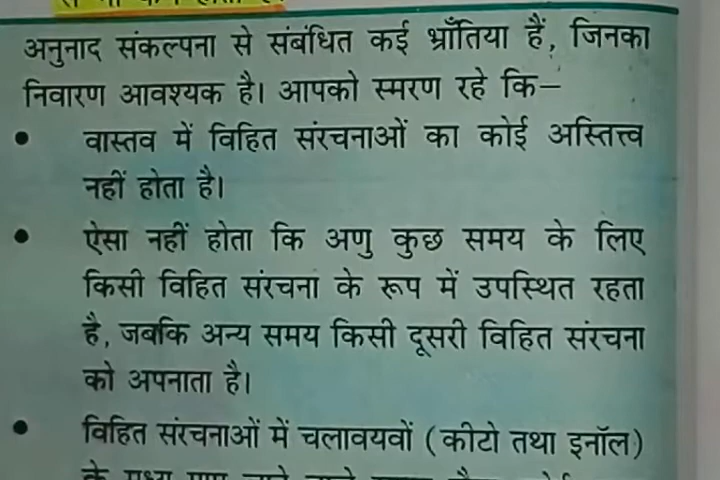 अनुनाद संकल्पना से संबंधित कई भ्राँतिया हैं, जिनका
निवारण आवश्यक है। आपको स्मरण रहे कि–
• वास्तव में विहित संरचनाओं का कोई अस्तित्त्व
नहीं होता है।
• ऐसा नहीं होता कि अणु कुछ समय के लिए
किसी विहित संरचना के रूप में उपस्थित रहता
है, जबकि अन्य समय किसी दूसरी विहित संरचना
को अपनाता है।
• विहित संरचनाओं में चलावयवों (कीटो तथा इनॉल)
के मध्य